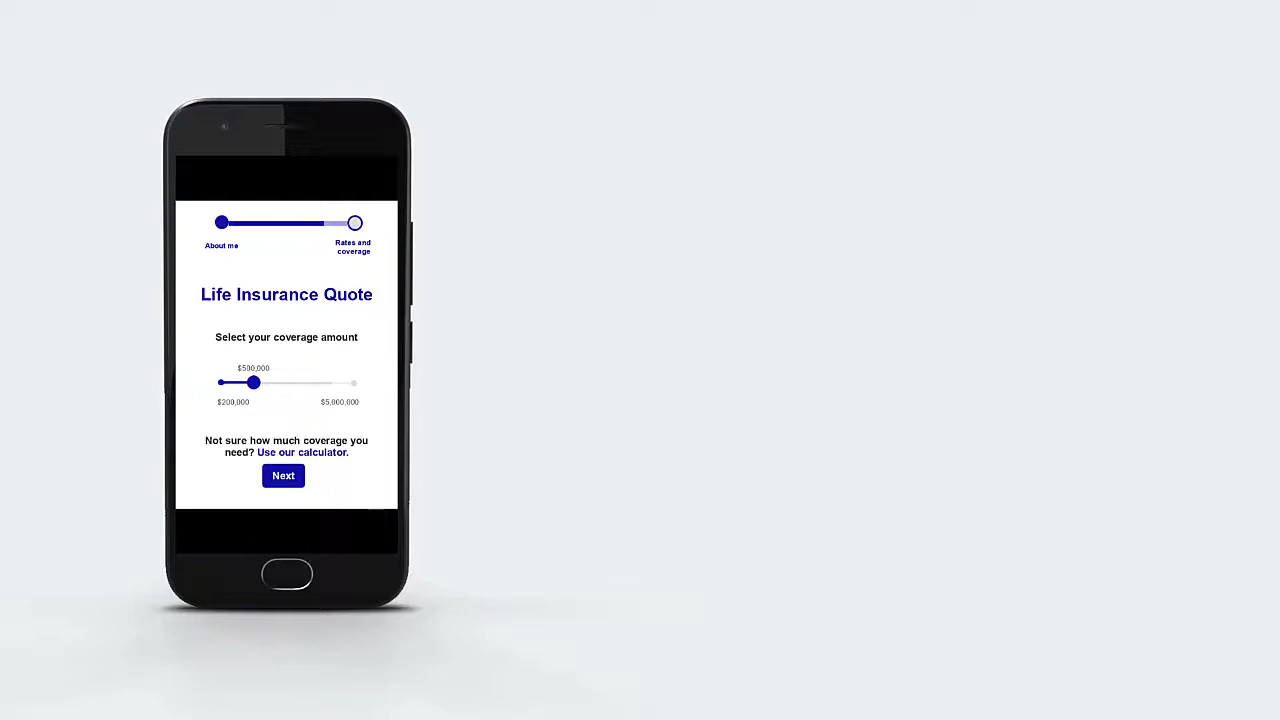 About me
Rates and
coverage
Life Insurance Quote
Select your coverage amount
$500,000
$200,000 $5,000,000
Not sure how much coverage you
need? Use our calculator.
Next